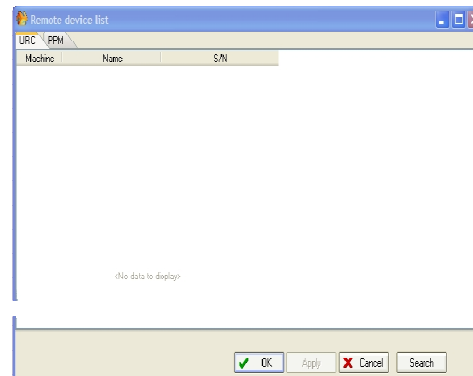 Remote device list
URC PPM
Machine Name S/N
<No data to display>
OK Apply Cancel Search